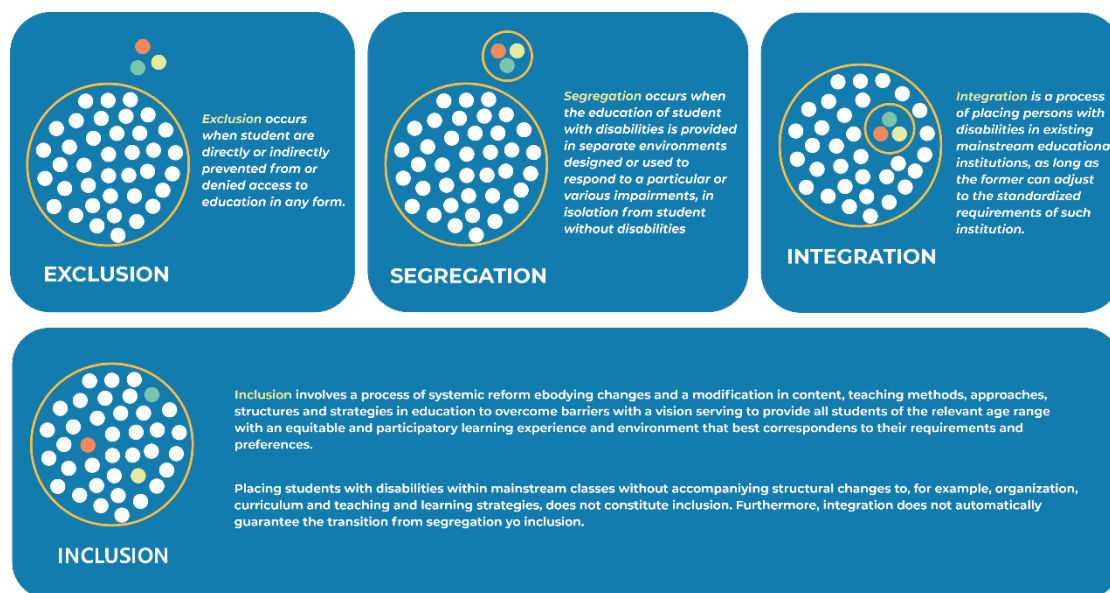 Exclusion occurs
when student are
directly or indirectly
prevented from or
denied access to
education in any form.
EXCLUSION
Segregation occurs when
the education of student
with disabilities is provided
in separate environments
designed or used to
respond to a particular or
various impairments, in
isolation from student
without disabilities
SEGREGATION
Integration is a process
of placing persons with
disabilities in existing
mainstream educationa
institutions, as long as
the former can adjust
to the standardized
requirements of such
institution.
INTEGRATION
Inclusion involves a process of systemic reform ebodying changes and a modification in content, teaching methods, approaches,
structures and strategies in education to overcome barriers with a vision serving to provide all students of the relevant age range
with an equitable and participatory learning experience and environment that best correspondens to their requirements and
preferences.
Placing students with disabilities within mainstream classes without accompaniying structural changes to, for example, organization,
curriculum and teaching and learning strategies, does not constitute inclusion. Furthermore, integration does not automatically
guarantee the transition from segregation yo inclusion.
INCLUSION